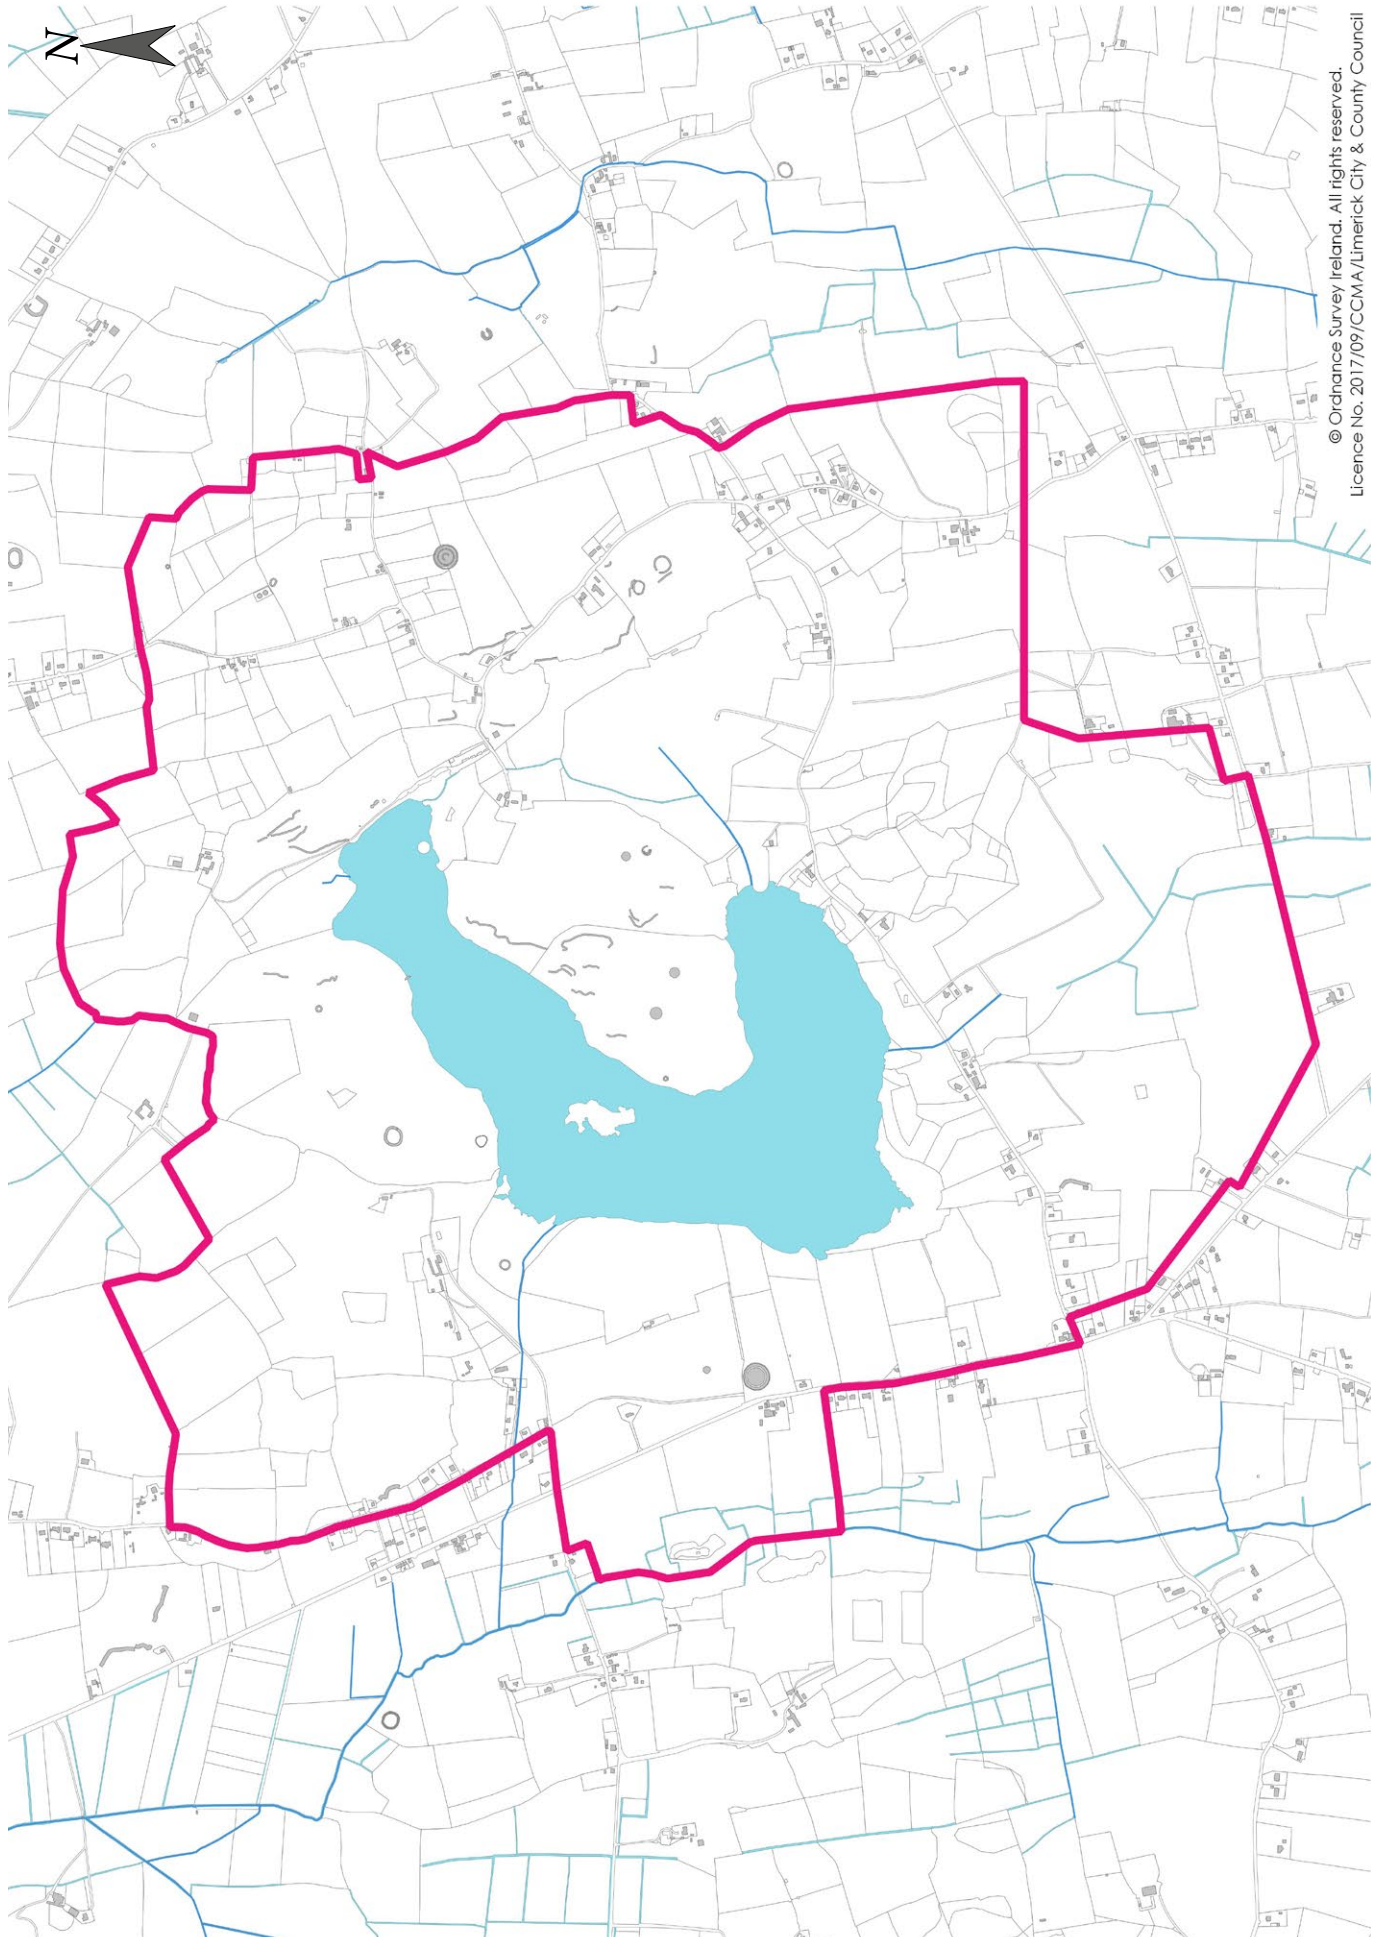 N
© Ordnance Survey Ireland. All rights reserved.
Licence No. 2017/09/CCMA/Limerick City & County Council